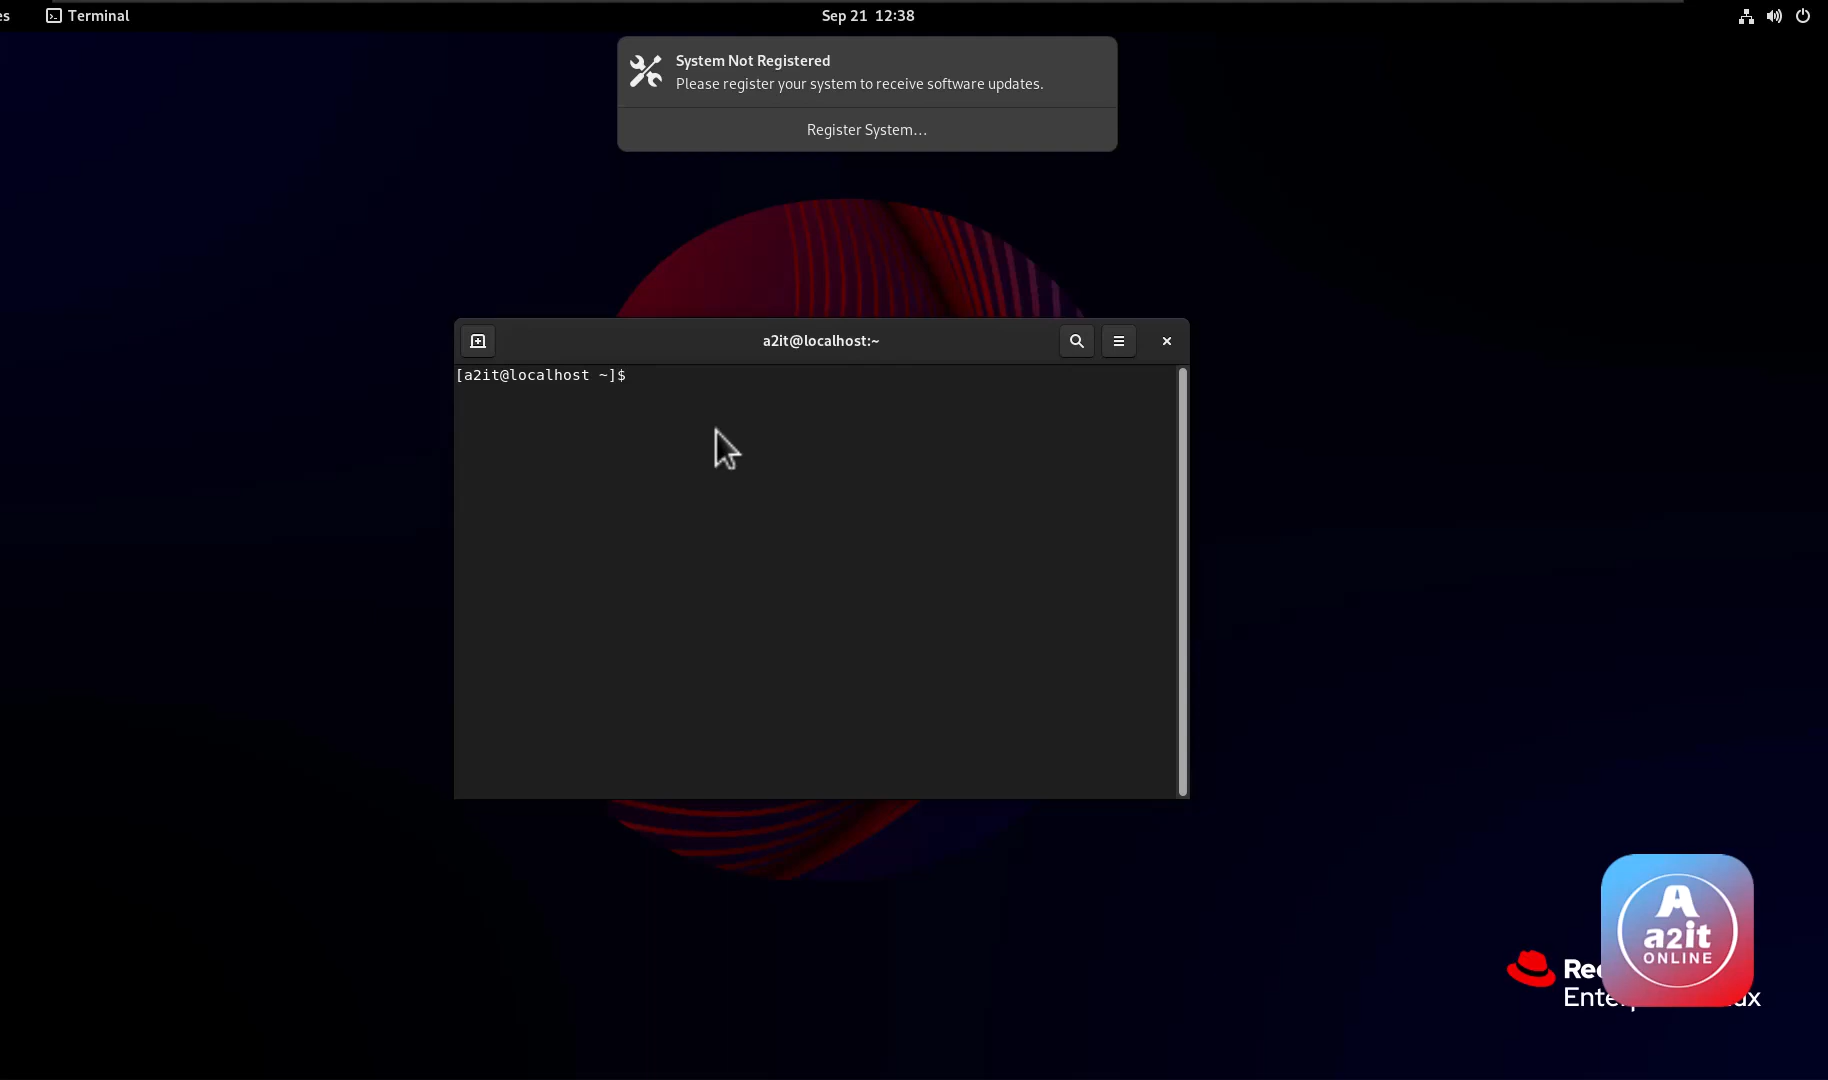 es Terminal Sep 21 12:38
System Not Registered
Please register your system to receive software updates.
Register System...
a2it@localhost:~
[a2it@localhost ~]$
A
a2it
ONLINE